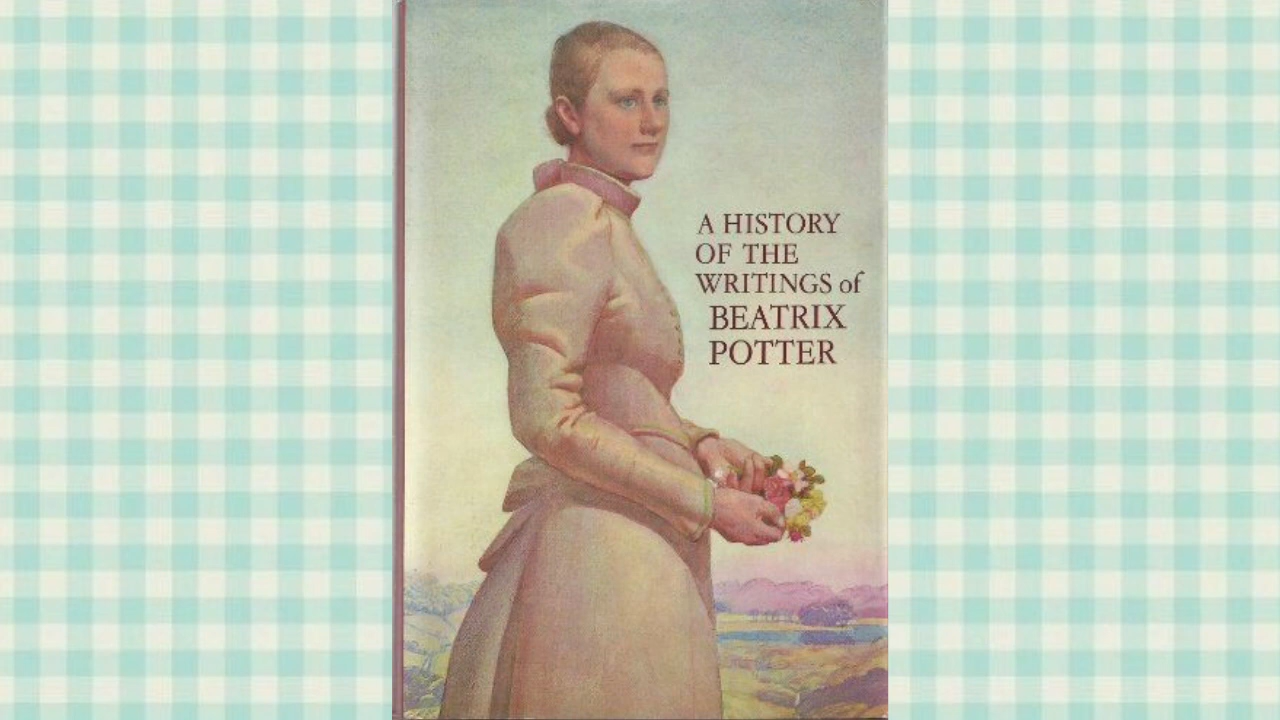 A HISTORY
OF THE
WRITINGS of
BEATRIX
POTTER